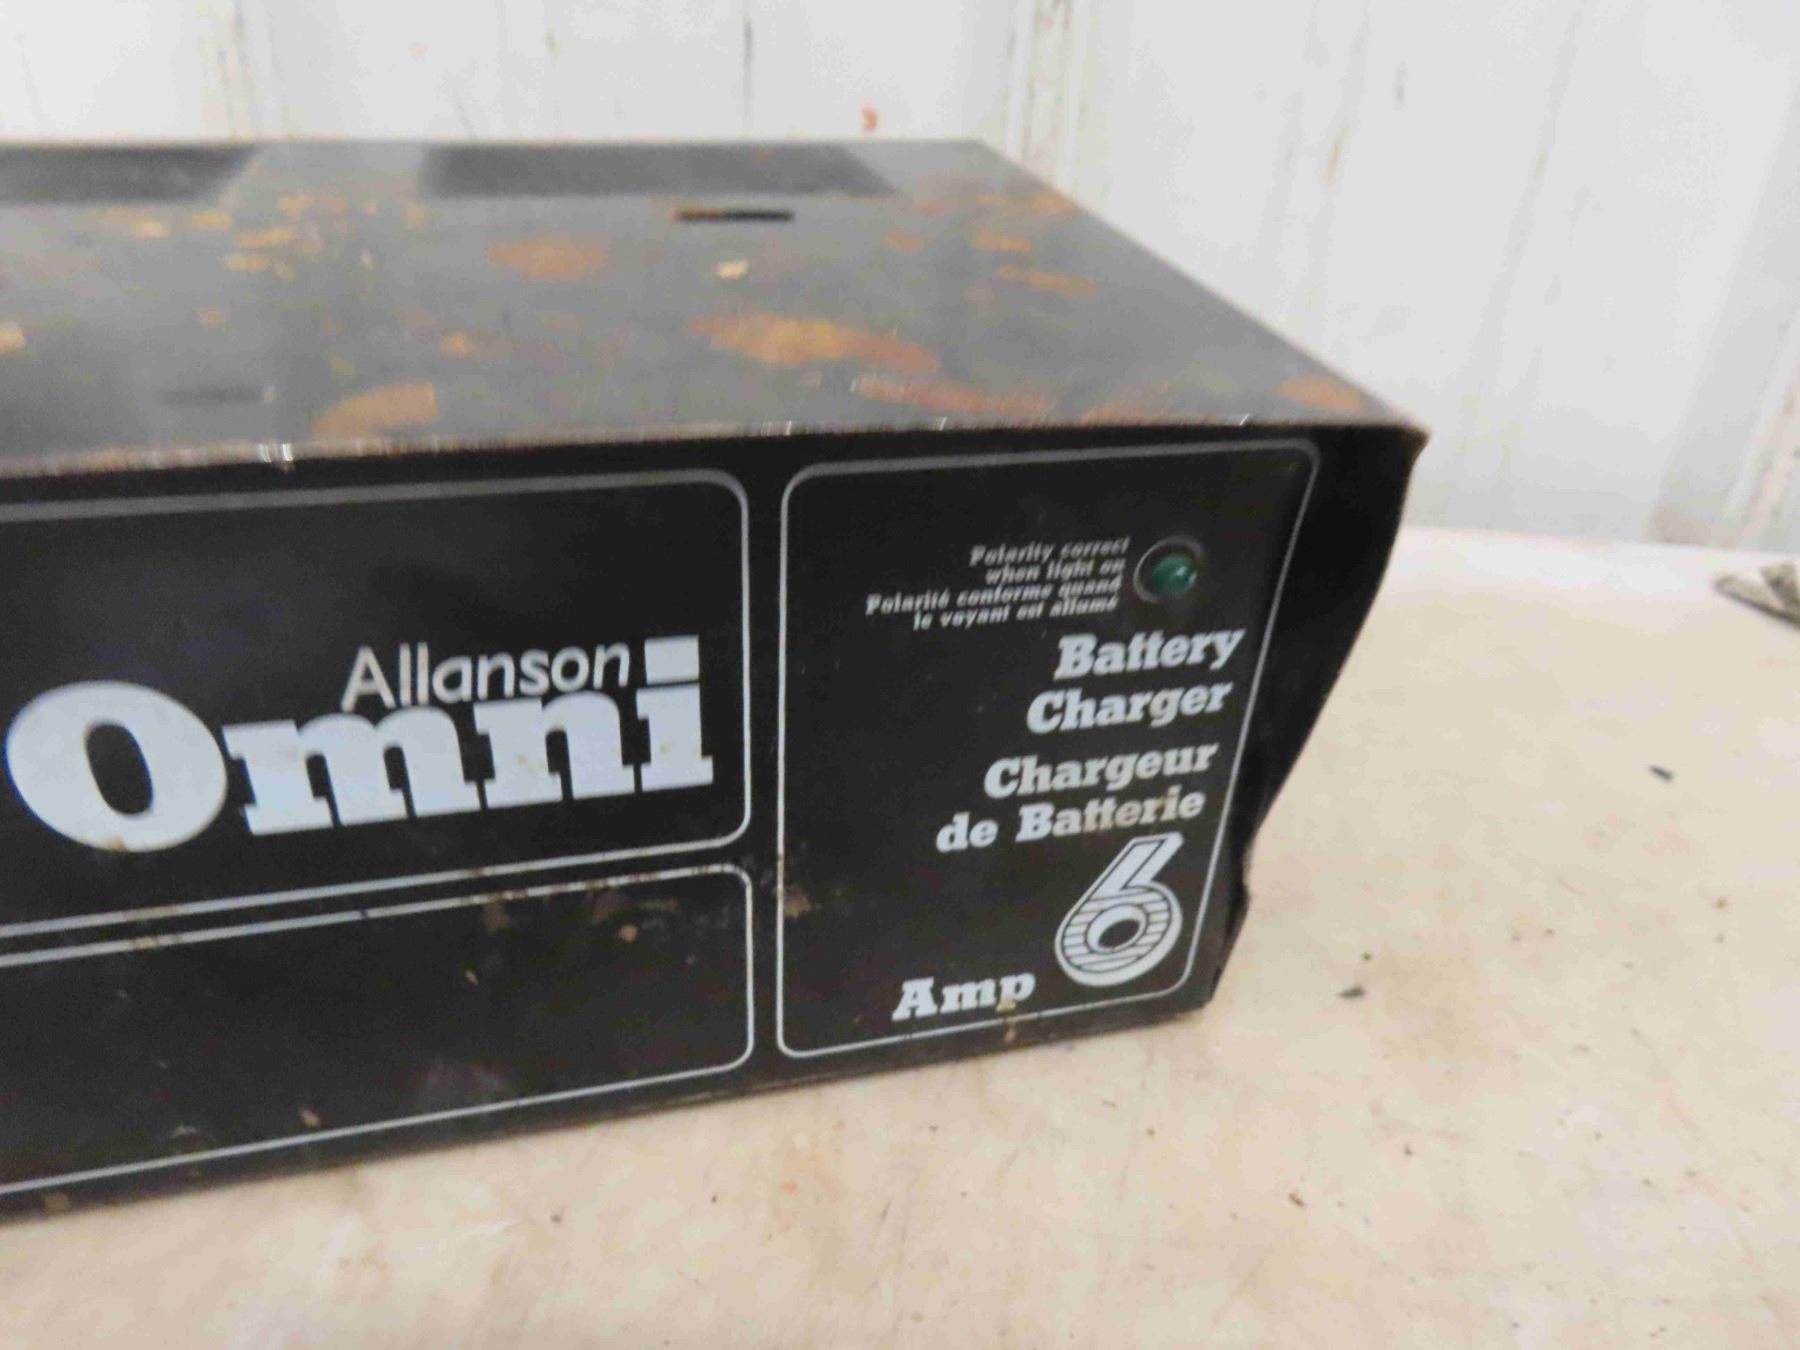 Allanson
Omni
Polarity correct
when light on
Polarité conforme quand
le voyant est allumé
Battery
Charger
Chargeur
de Batterie
6
Amp